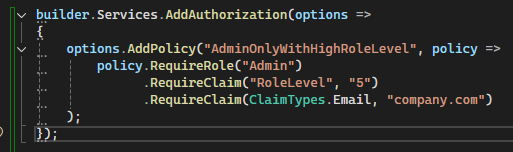 builder.Services.AddAuthorization(options =>
{
    options.AddPolicy("AdminOnlyWithHighRoleLevel", policy =>
        policy.RequireRole("Admin")
              .RequireClaim("RoleLevel", "5")
              .RequireClaim(ClaimTypes.Email, "company.com")
    );
});